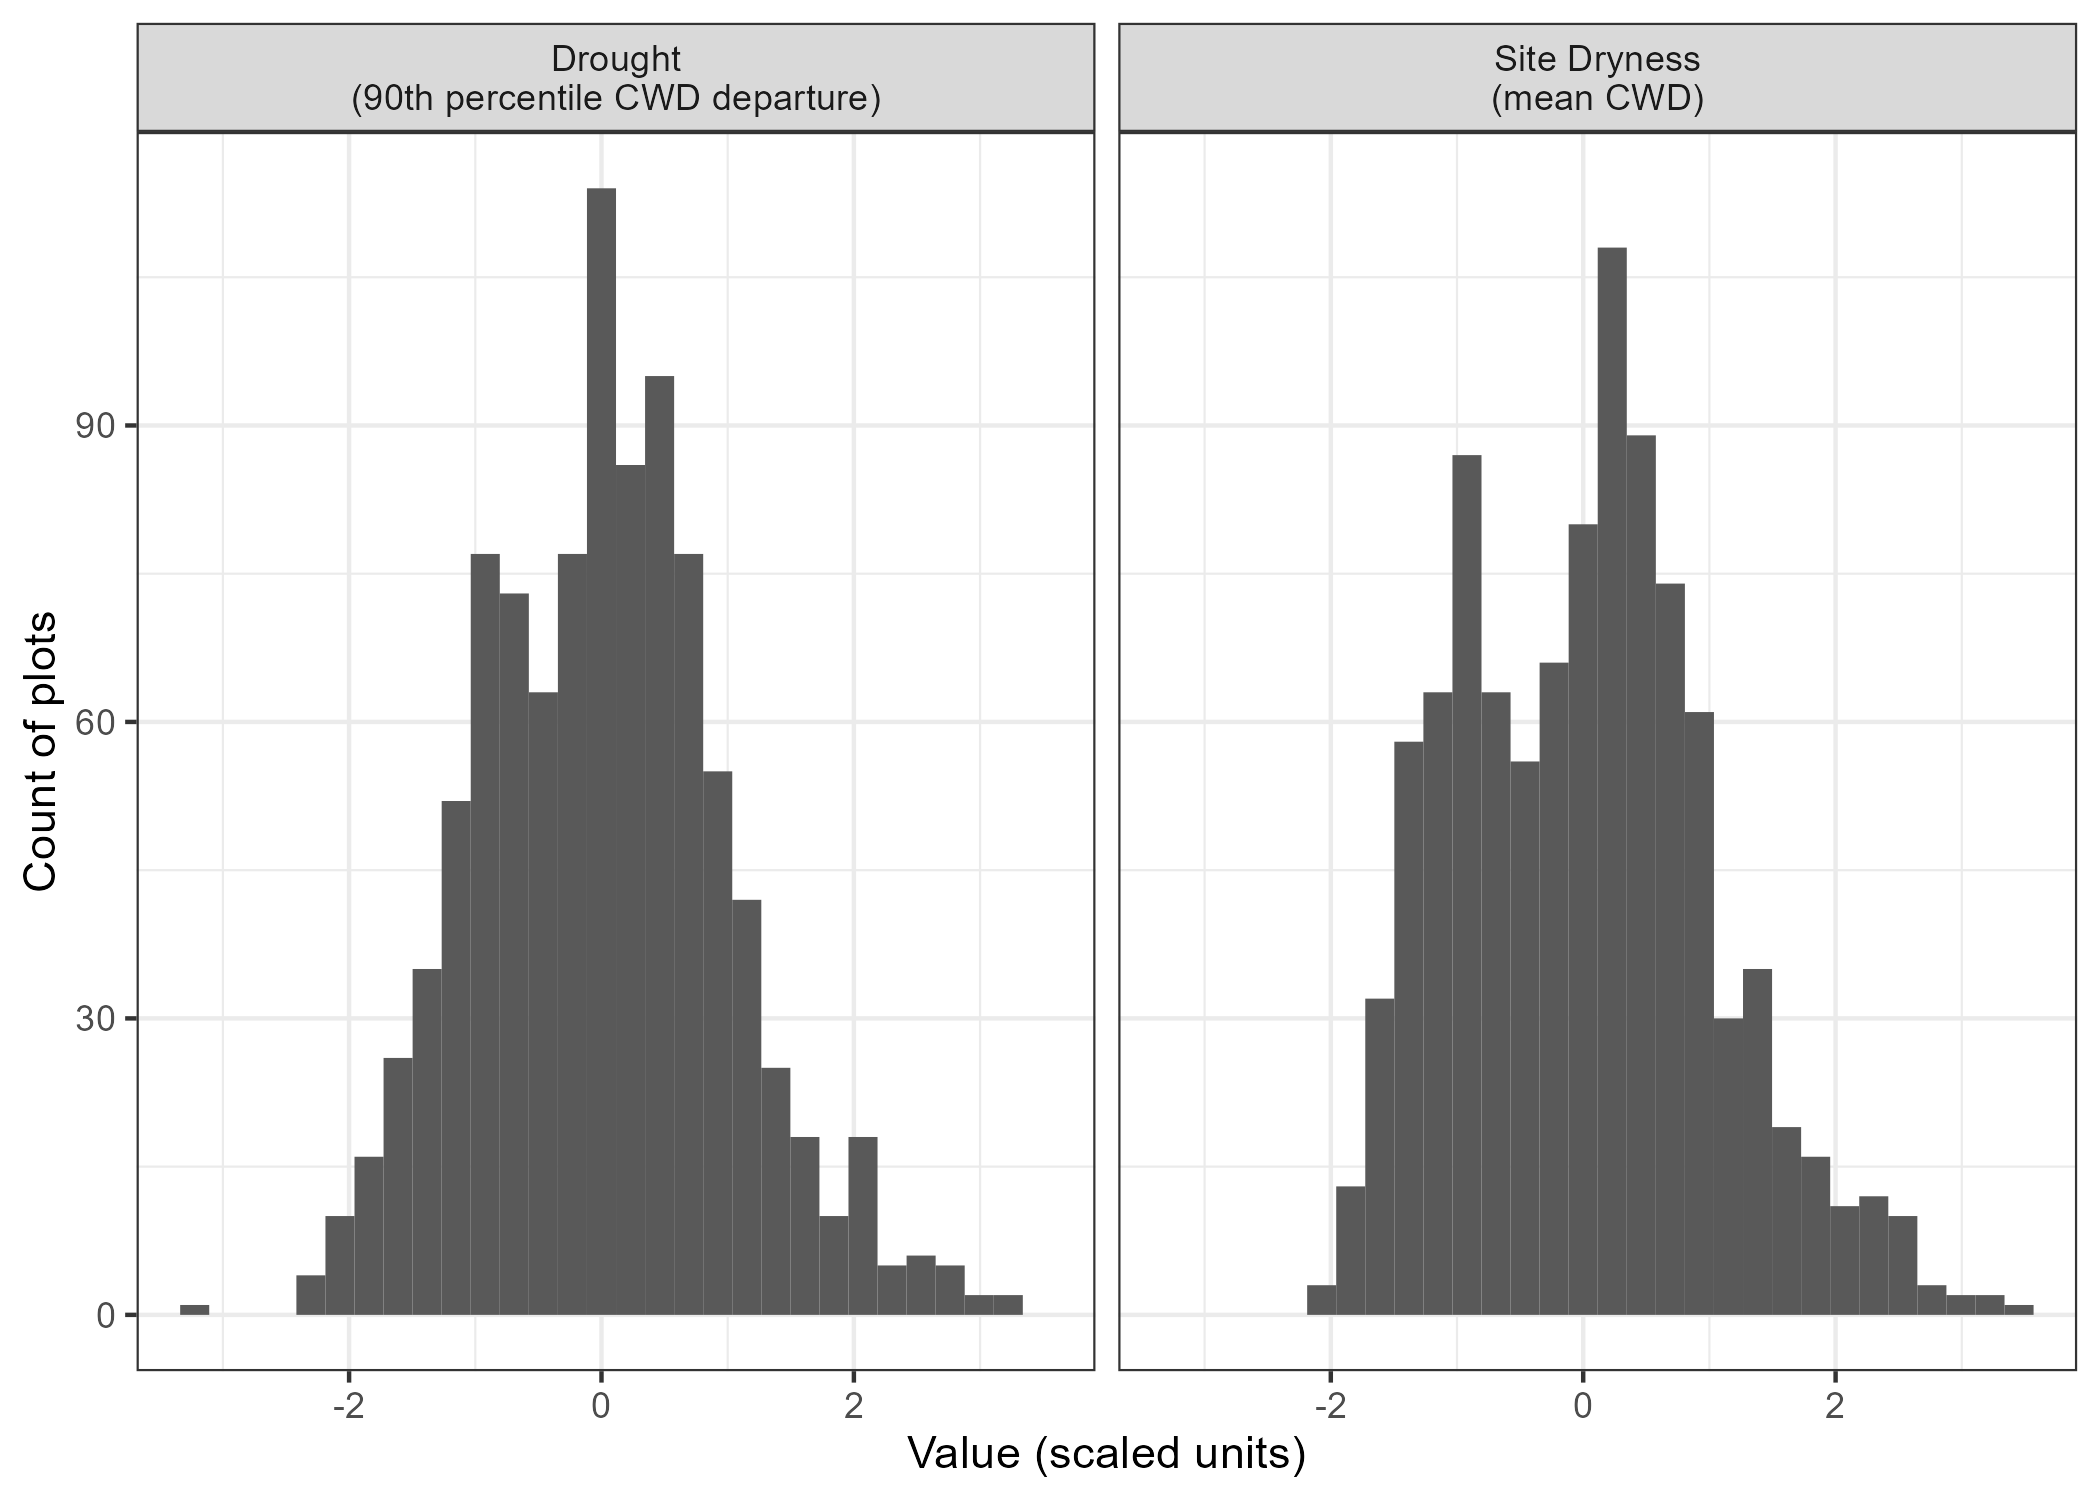 Drought
(90th percentile CWD departure)
Site Dryness
(mean CWD)
Count of plots
90
60
30
0
-2 0 2
-2 0 2
Value (scaled units)